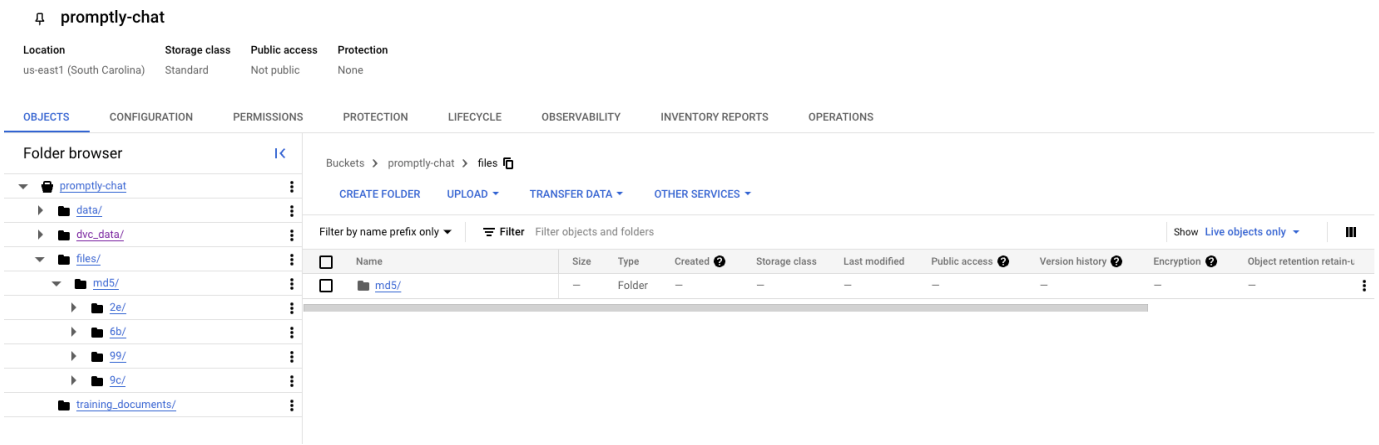 promptly-chat
Location Storage class Public access Protection
us-east1 (South Carolina) Standard Not public None
OBJECTS CONFIGURATION PERMISSIONS PROTECTION LIFECYCLE OBSERVABILITY INVENTORY REPORTS OPERATIONS
Folder browser
promptly-chat
data/
dvc_data/
files/
md5/
2e/
6b/
99/
9c/
training_documents/
Buckets > promptly-chat > files
CREATE FOLDER UPLOAD TRANSFER DATA OTHER SERVICES
Filter by name prefix only Filter Filter objects and folders Show Live objects only
Name Size Type Created Storage class Last modified Public access Version history Encryption Object retention retain-u
md5/ — Folder — — — — — — —